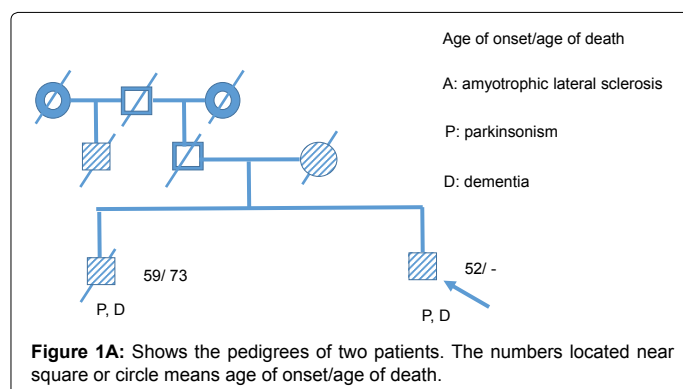 Age of onset/age of death
A: amyotrophic lateral sclerosis
P: parkinsonism
D: dementia
59/ 73
52/ -
P, D
P, D
Figure 1A: Shows the pedigrees of two patients. The numbers located near
square or circle means age of onset/age of death.